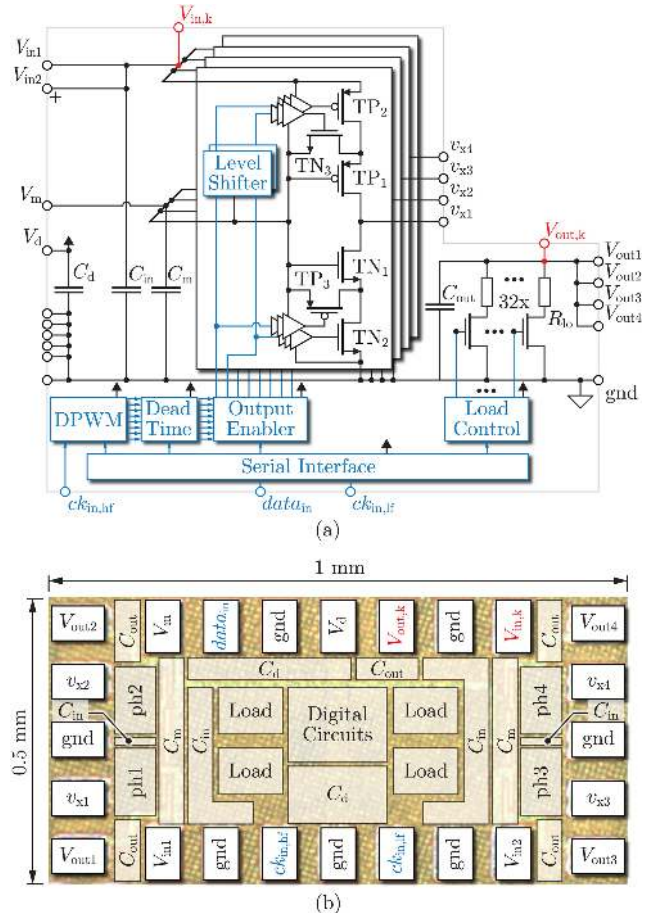 V_in,k
V_in1
V_in2
+
V_m
V_d
TP_2
TN_3
TP_1
Level
Shifter
v_x4
v_x3
v_x2
v_x1
V_out,k
C_d
C_in
C_m
TP_3
TN_1
TN_2
C_out
32x
R_lo
V_out1
V_out2
V_out3
V_out4
gnd
DPWM
Dead
Time
Output
Enabler
Load
Control
Serial Interface
ck_in,hf
data_in
ck_in,lf
(a)
1 mm
0.5 mm
V_out2
C_out
V_m
data_in
gnd
V_d
V_out,k
gnd
V_in,k
C_out
V_out4
v_x2
ph2
C_d
C_out
ph4
v_x4
C_in
C_m
C_in
Load
Digital
Circuits
Load
C_in
C_m
C_in
gnd
gnd
v_x1
ph1
Load
C_d
Load
ph3
v_x3
V_out1
C_out
V_in1
gnd
ck_in,hf
gnd
ck_in,lf
gnd
V_in2
C_out
V_out3
(b)